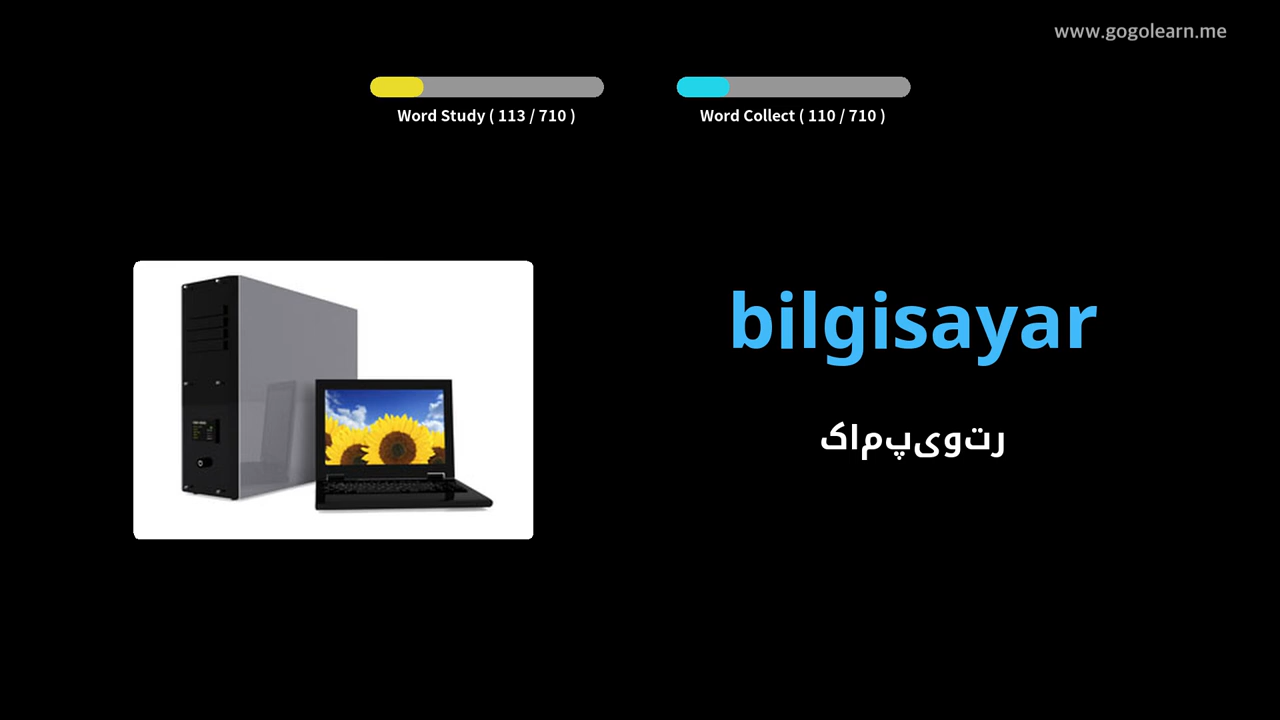 www.gogolearn.me
Word Study ( 113 / 710 )
Word Collect ( 110 / 710 )
bilgisayar
کامپیوتر